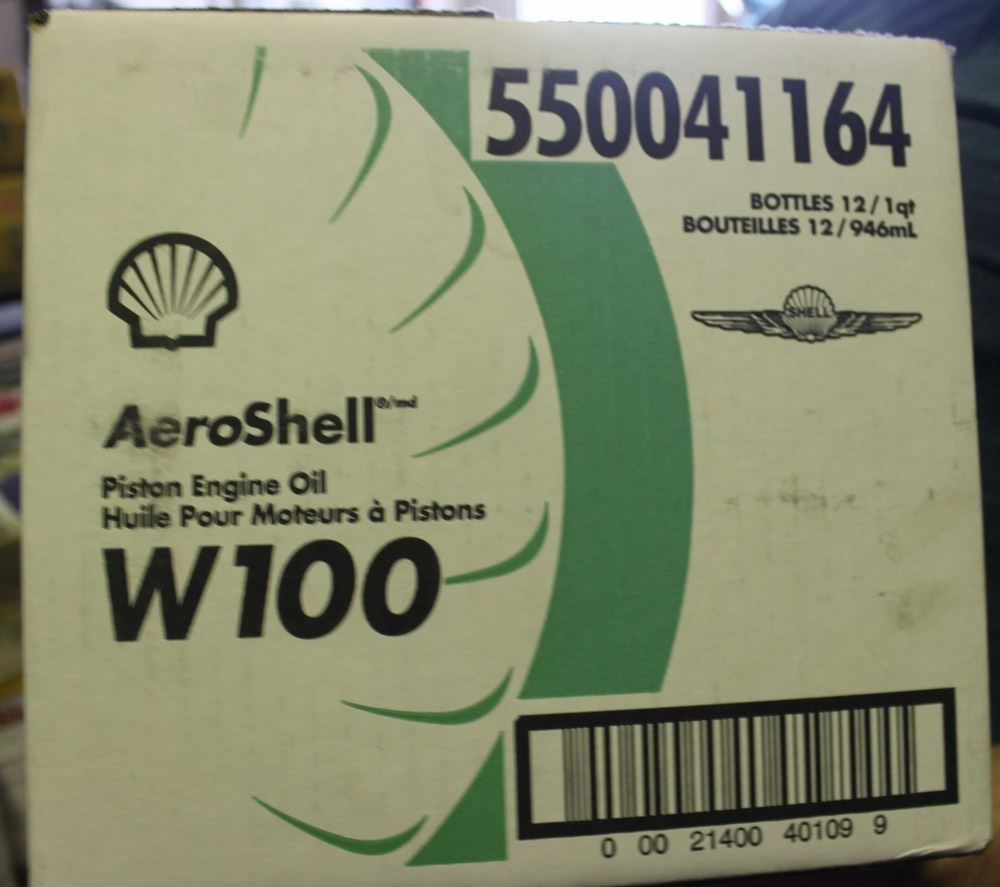 550041164
BOTTLES 12/1qt
BOUTEILLES 12/946mL
SHELL
AeroShell®/md
Piston Engine Oil
Huile Pour Moteurs à Pistons
W100
0 00 21400 40109 9